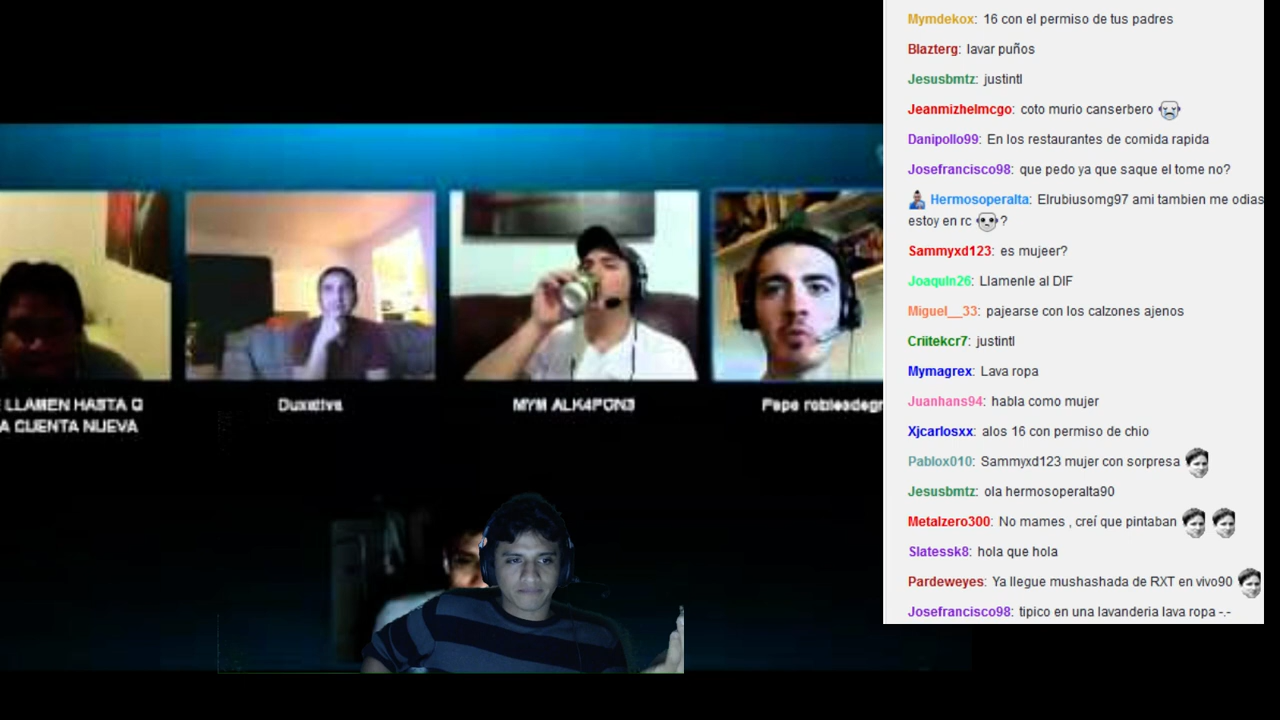 LLAMEN HASTA Q
A CUENTA NUEVA
Duxativa
MYM ALK4PON3
Pepe roblesdegr
Mymdekox: 16 con el permiso de tus padres
Blazterg: lavar puños
Jesusbmtz: justintl
Jeanmizhelmcgo: coto murio canserbero
Danipollo99: En los restaurantes de comida rapida
Josefrancisco98: que pedo ya que saque el tome no?
Hermosoperalta: Elrubiusomg97 ami tambien me odias
estoy en rc ?
Sammyxd123: es mujeer?
Joaquln26: Llamenle al DIF
Miguel__33: pajearse con los calzones ajenos
Criitekcr7: justintl
Mymagrex: Lava ropa
Juanhans94: habla como mujer
Xjcarlosxx: alos 16 con permiso de chio
Pablox010: Sammyxd123 mujer con sorpresa
Jesusbmtz: ola hermosoperalta90
Metalzero300: No mames , creí que pintaban
Slatessk8: hola que hola
Pardeweyes: Ya llegue mushashada de RXT en vivo90
Josefrancisco98: tipico en una lavanderia lava ropa -.-